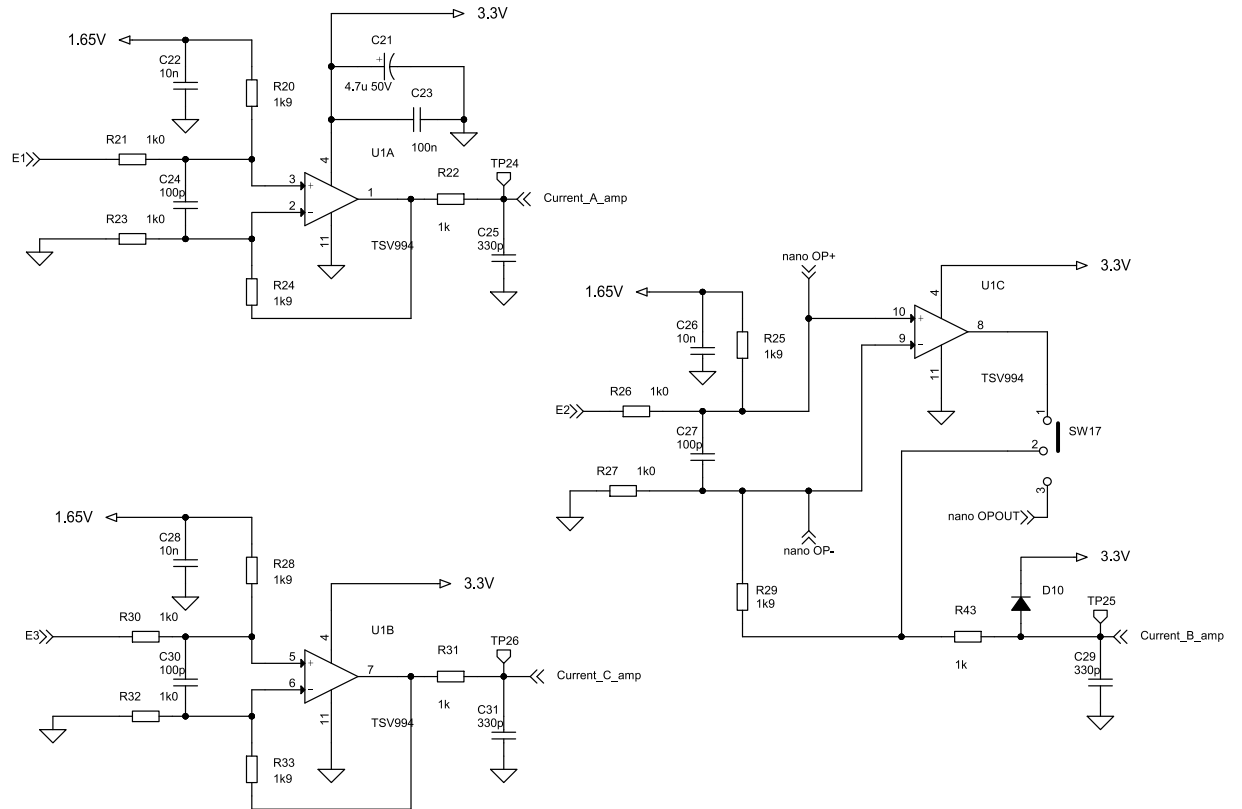 3.3V
1.65V
C21
C22
10n
4.7u 50V
C23
100n
R20
1k9
R21 1k0
E1
C24
100p
R23 1k0
U1A
4
3
+
2
-
1
11
TSV994
R22
1k
TP24
Current_A_amp
C25
330p
R24
1k9
nano OP+
3.3V
1.65V
U1C
4
C26
10n
R25
1k9
10
+
9
-
8
11
TSV994
R26 1k0
E2
C27
100p
R27 1k0
1
2
SW17
3
nano OPOUT
nano OP-
R29
1k9
3.3V
D10
R43
1k
TP25
Current_B_amp
C29
330p
1.65V
C28
10n
R28
1k9
3.3V
R30 1k0
E3
C30
100p
R32 1k0
U1B
4
5
+
6
-
7
11
TSV994
R31
1k
TP26
Current_C_amp
C31
330p
R33
1k9